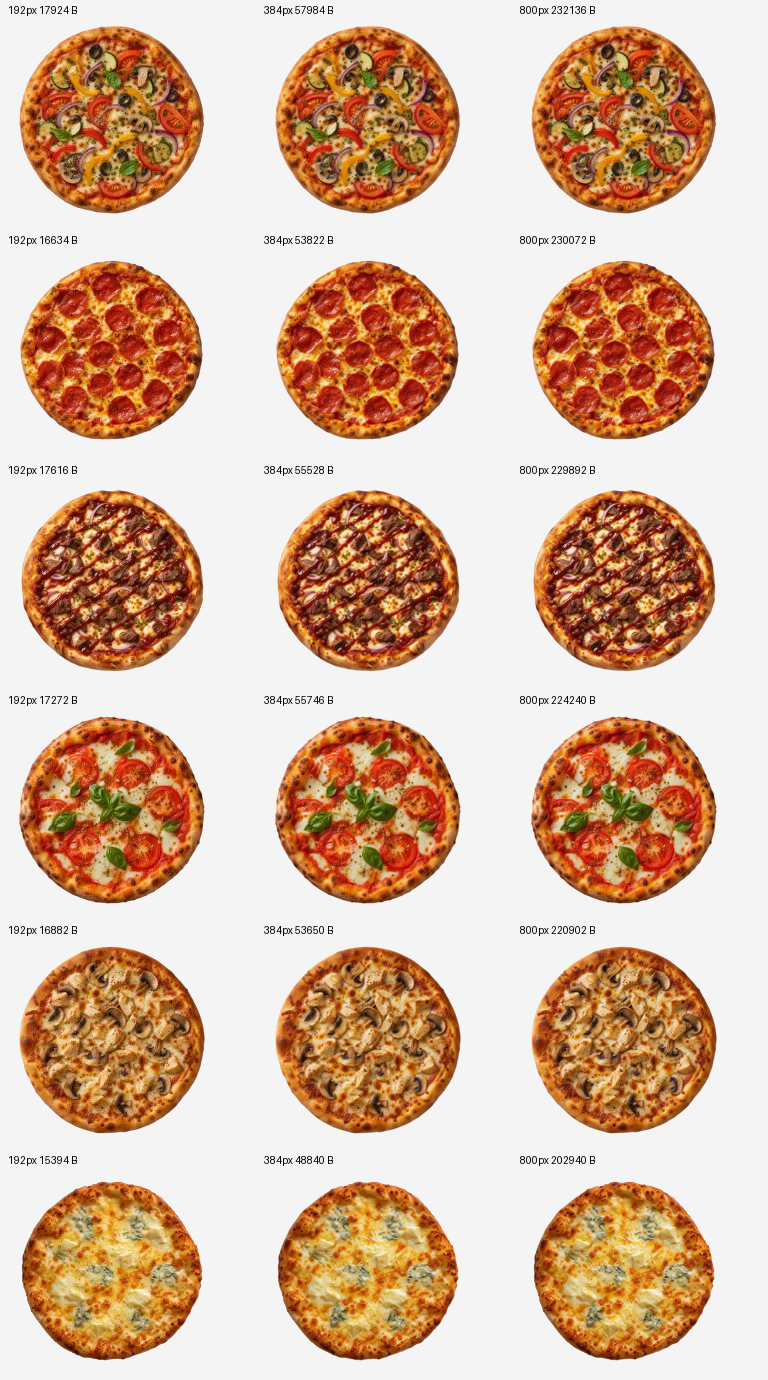 192px 17924 B
384px 57984 B
800px 232136 B
192px 16634 B
384px 53822 B
800px 230072 B
192px 17616 B
384px 55528 B
800px 229892 B
192px 17272 B
384px 55746 B
800px 224240 B
192px 16882 B
384px 53650 B
800px 220902 B
192px 15394 B
384px 48840 B
800px 202940 B